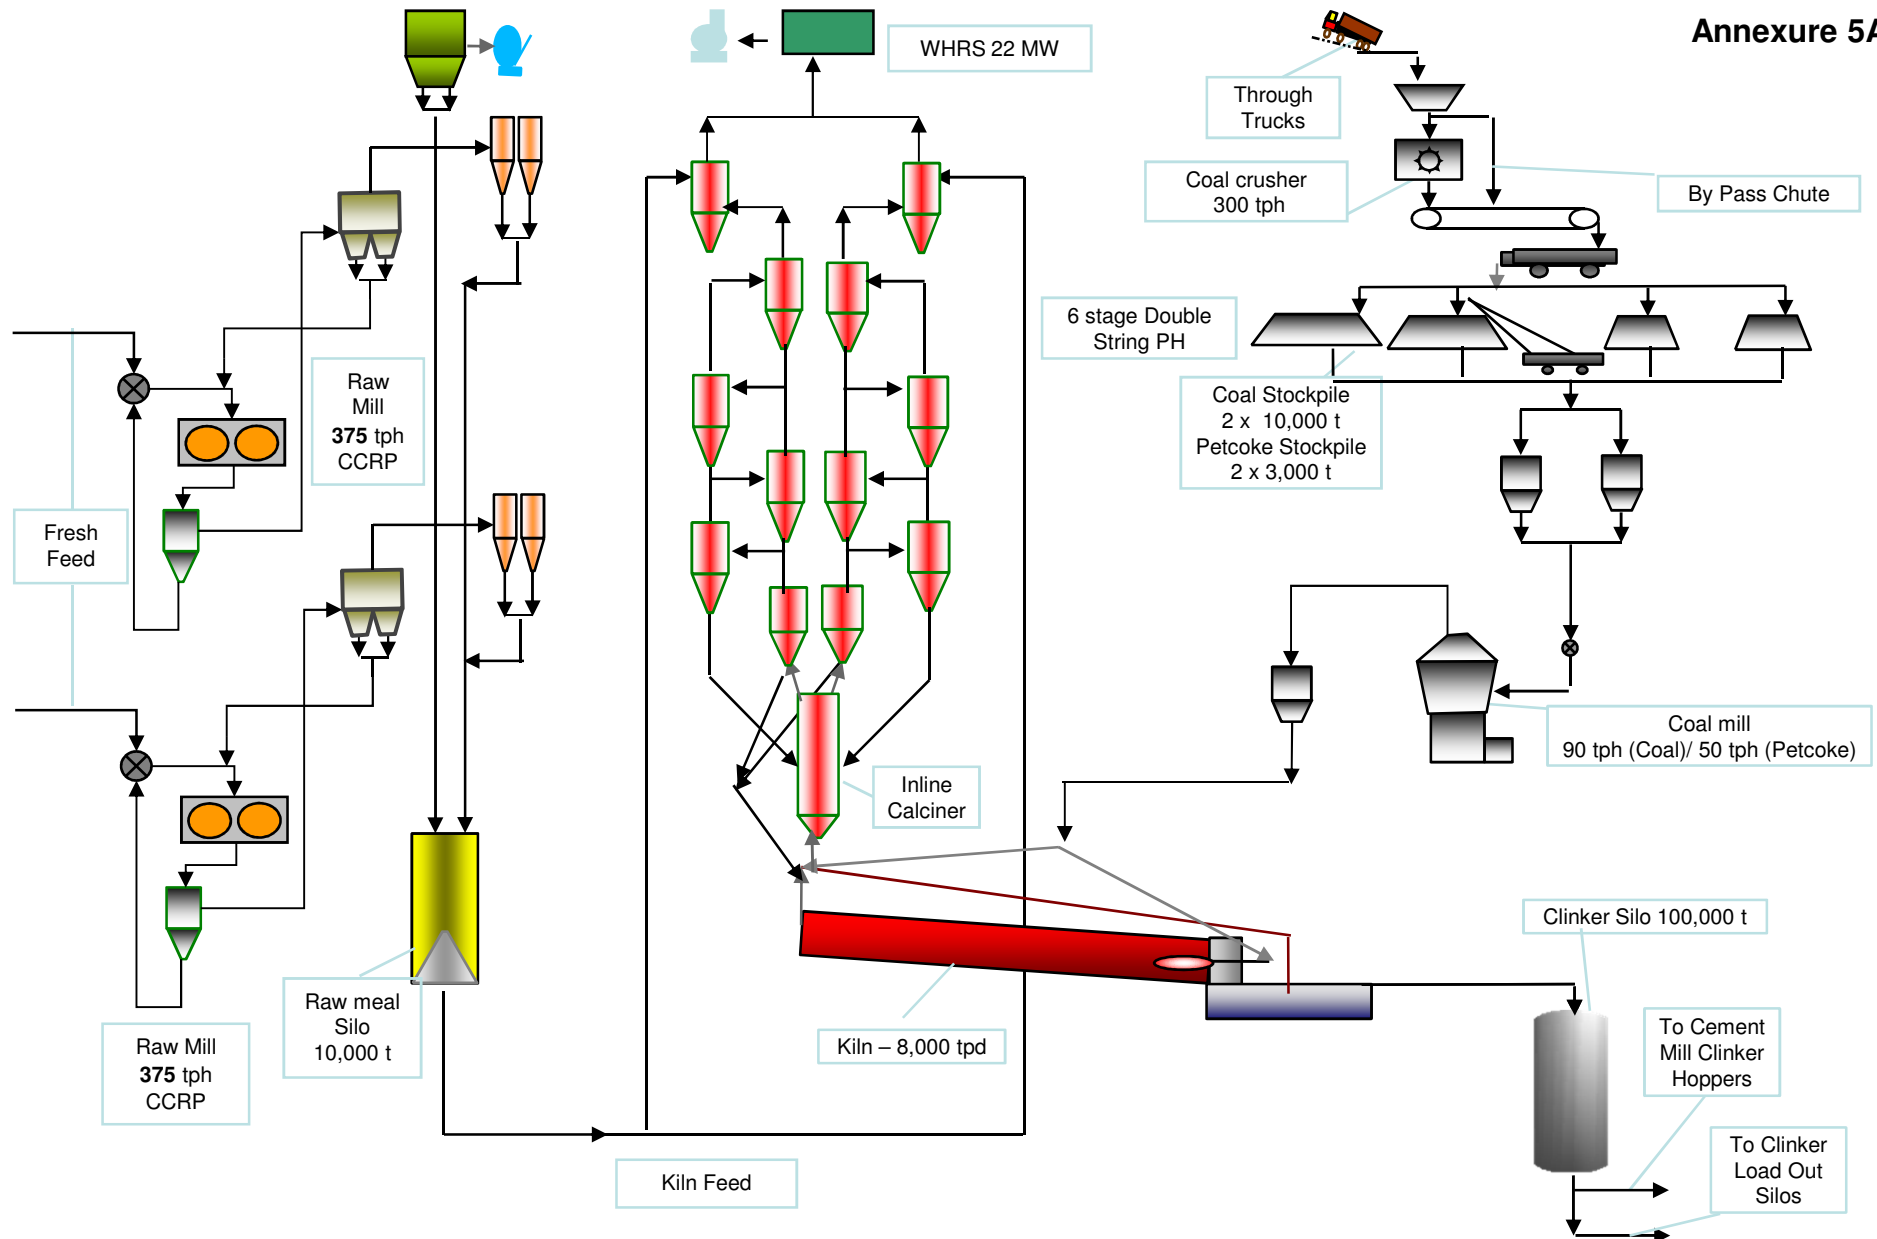 Annexure 5A
WHRS 22 MW
Through
Trucks
Coal crusher
300 tph
By Pass Chute
6 stage Double
String PH
Raw
Mill
375 tph
CCRP
Coal Stockpile
2 x 10,000 t
Petcoke Stockpile
2 x 3,000 t
Fresh
Feed
Coal mill
90 tph (Coal)/ 50 tph (Petcoke)
Inline
Calciner
Clinker Silo 100,000 t
Raw meal
Silo
10,000 t
Raw Mill
375 tph
CCRP
Kiln – 8,000 tpd
To Cement
Mill Clinker
Hoppers
To Clinker
Load Out
Silos
Kiln Feed